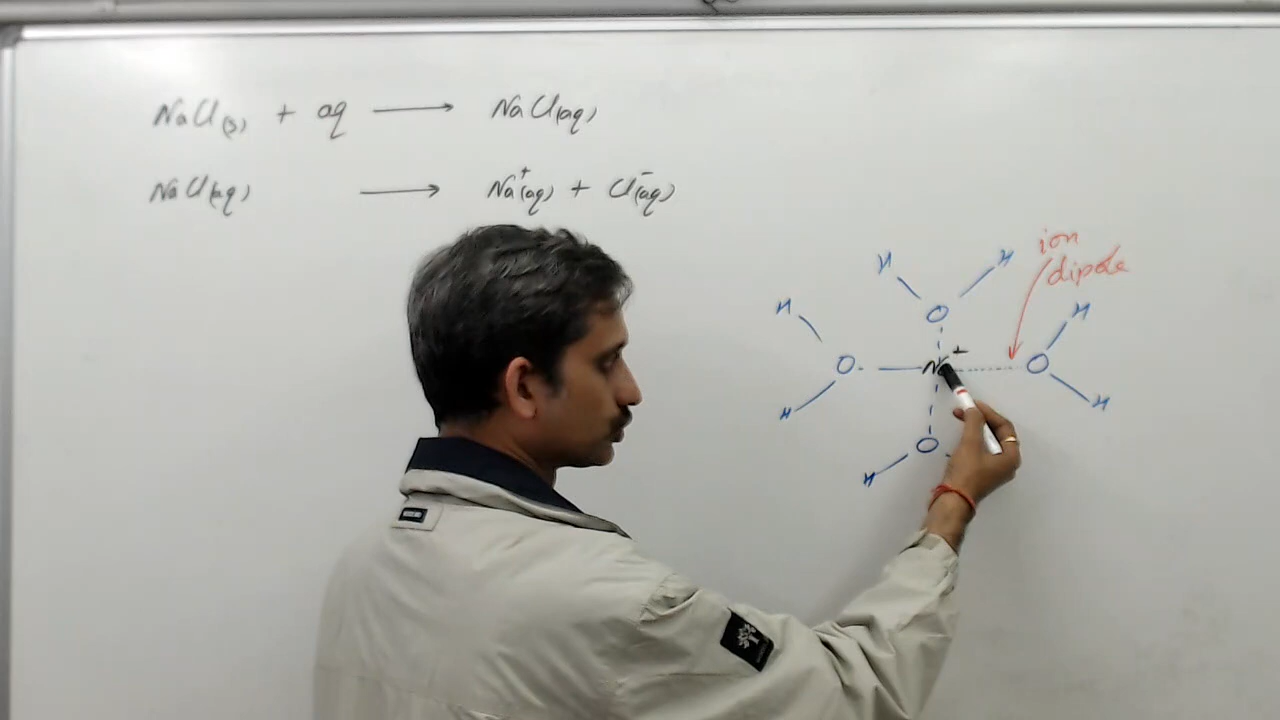 NaCl(s) + aq ⟶ NaCl(aq)
NaCl(aq) ⟶ Na⁺(aq) + Cl⁻(aq)
ion
dipole
H H
O
H H
O Na⁺ O
H H
O
H